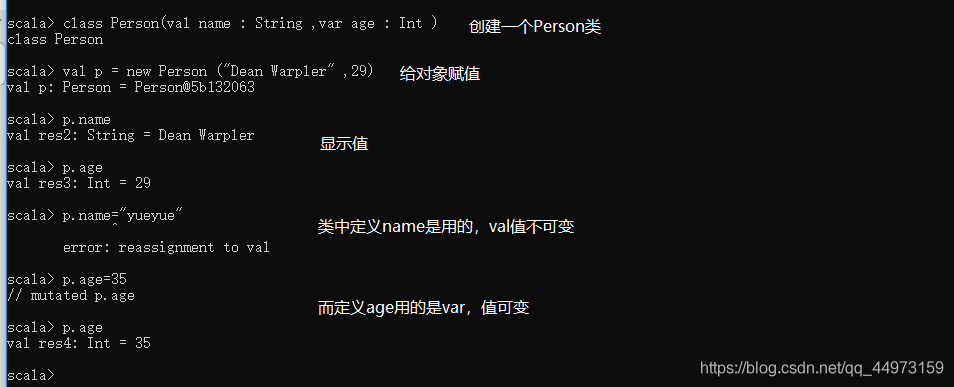 scala> class Person(val name : String ,var age : Int ) 创建一个Person类
class Person
scala> val p = new Person ("Dean Warpler" ,29) 给对象赋值
val p: Person = Person@5b132063
scala> p.name
val res2: String = Dean Warpler
显示值
scala> p.age
val res3: Int = 29
scala> p.name="yueyue"
^
类中定义name是用的，val值不可变
error: reassignment to val
scala> p.age=35
// mutated p.age
而定义age用的是var，值可变
scala> p.age
val res4: Int = 35
scala>
https://blog.csdn.net/qq_44973159